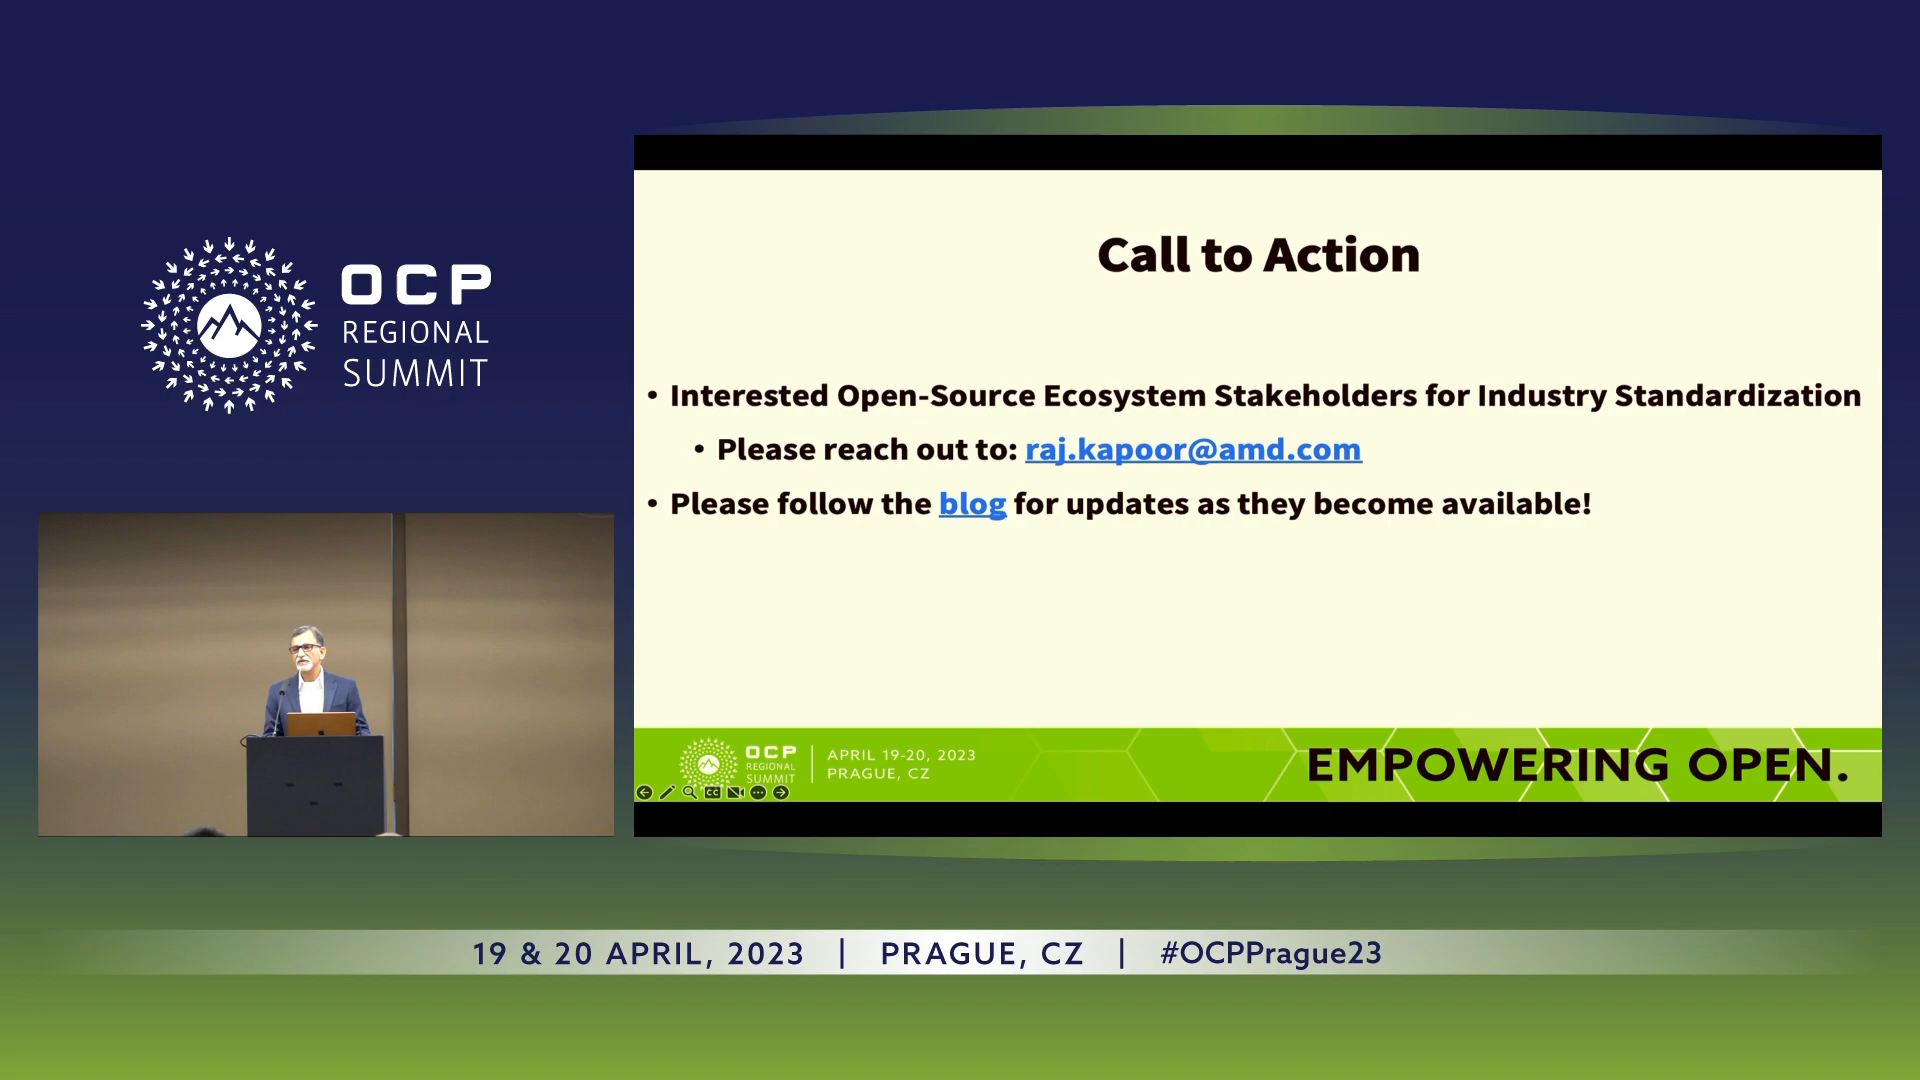 OCP
REGIONAL
SUMMIT
Call to Action
• Interested Open-Source Ecosystem Stakeholders for Industry Standardization
• Please reach out to: raj.kapoor@amd.com
• Please follow the blog for updates as they become available!
OCP
REGIONAL
SUMMIT
APRIL 19-20, 2023
PRAGUE, CZ
EMPOWERING OPEN.
CC
19 & 20 APRIL, 2023 | PRAGUE, CZ | #OCPPrague23